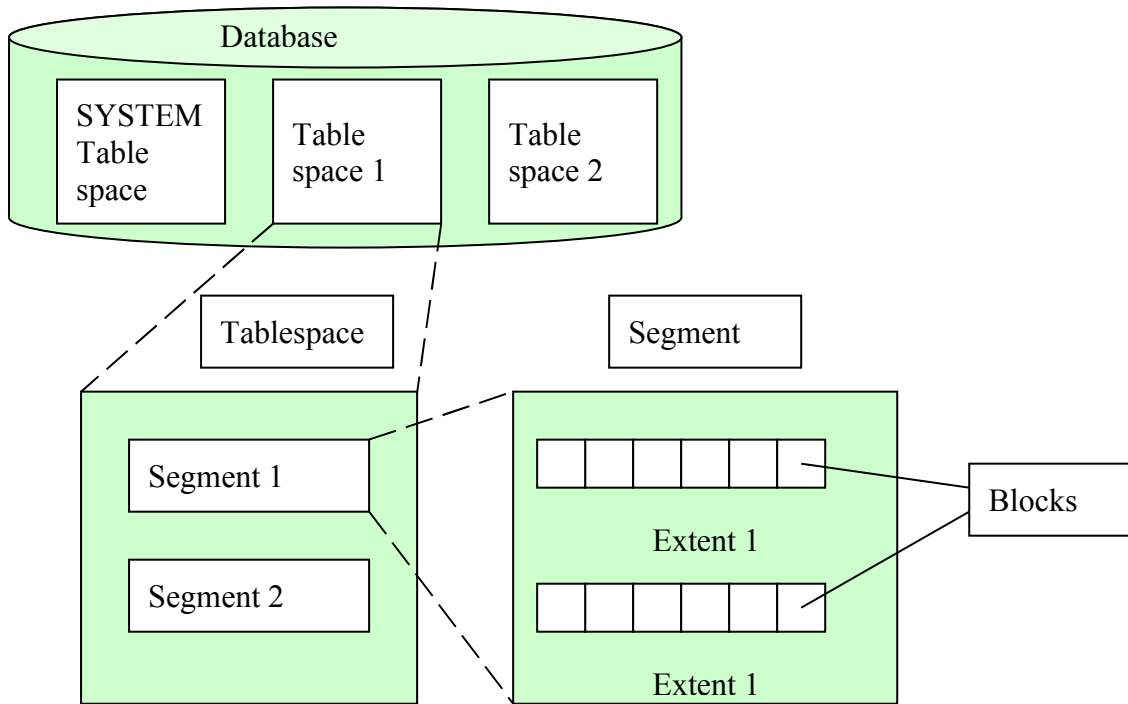 Database
SYSTEM
Table
space
Table
space 1
Table
space 2
Tablespace
Segment
Segment 1
Segment 2
Extent 1
Extent 1
Blocks